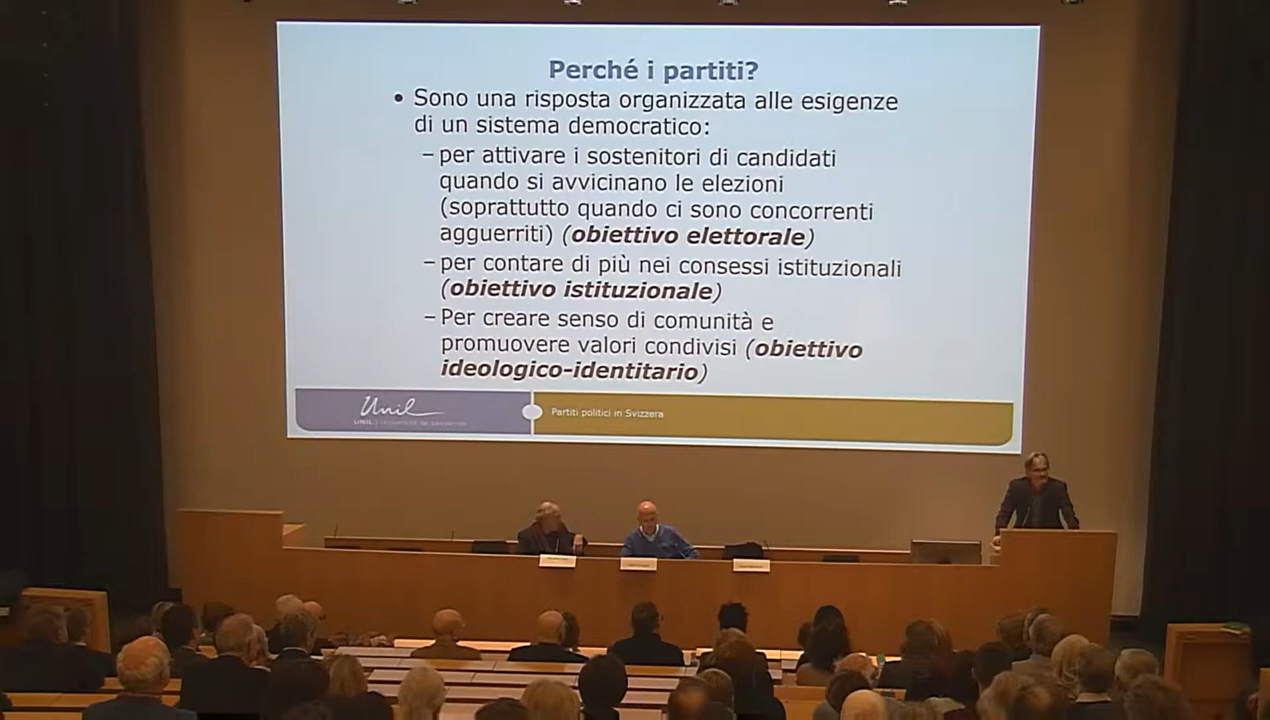 Perché i partiti?
• Sono una risposta organizzata alle esigenze
di un sistema democratico:
– per attivare i sostenitori di candidati
quando si avvicinano le elezioni
(soprattutto quando ci sono concorrenti
agguerriti) (obiettivo elettorale)
– per contare di più nei consessi istituzionali
(obiettivo istituzionale)
– Per creare senso di comunità e
promuovere valori condivisi (obiettivo
ideologico-identitario)
Unil
UNIL |
Partiti politici in Svizzera